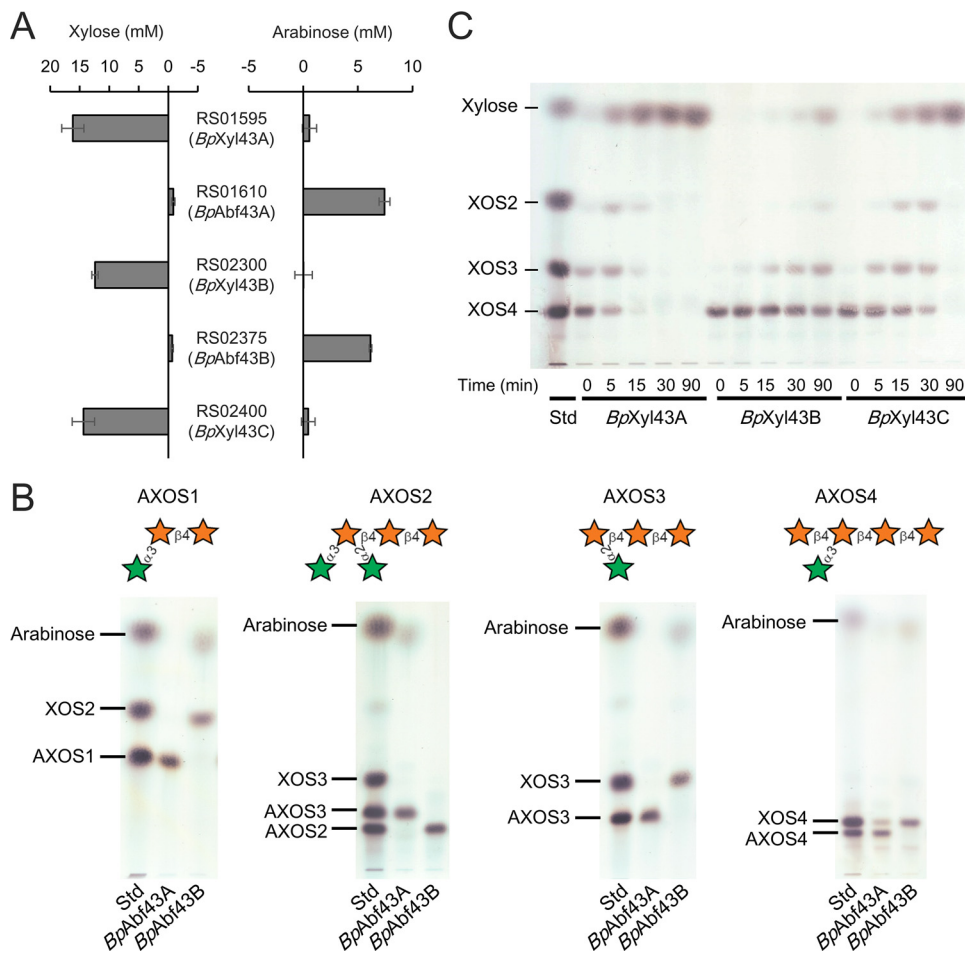 A
Xylose (mM)
Arabinose (mM)
20 15 10 5 0 -5
-5 0 5 10
RS01595
(BpXyl43A)
RS01610
(BpAbf43A)
RS02300
(BpXyl43B)
RS02375
(BpAbf43B)
RS02400
(BpXyl43C)
C
Xylose
XOS2
XOS3
XOS4
Time (min) 0 5 15 30 90 0 5 15 30 90 0 5 15 30 90
Std BpXyl43A BpXyl43B BpXyl43C
B
AXOS1
β4
α3
Arabinose
XOS2
AXOS1
Std
BpAbf43A
BpAbf43B
AXOS2
β4 β4
α3 α2
Arabinose
XOS3
AXOS3
AXOS2
Std
BpAbf43A
BpAbf43B
AXOS3
β4 β4
α2
Arabinose
XOS3
AXOS3
Std
BpAbf43A
BpAbf43B
AXOS4
β4 β4 β4
α3
Arabinose
XOS4
AXOS4
Std
BpAbf43A
BpAbf43B